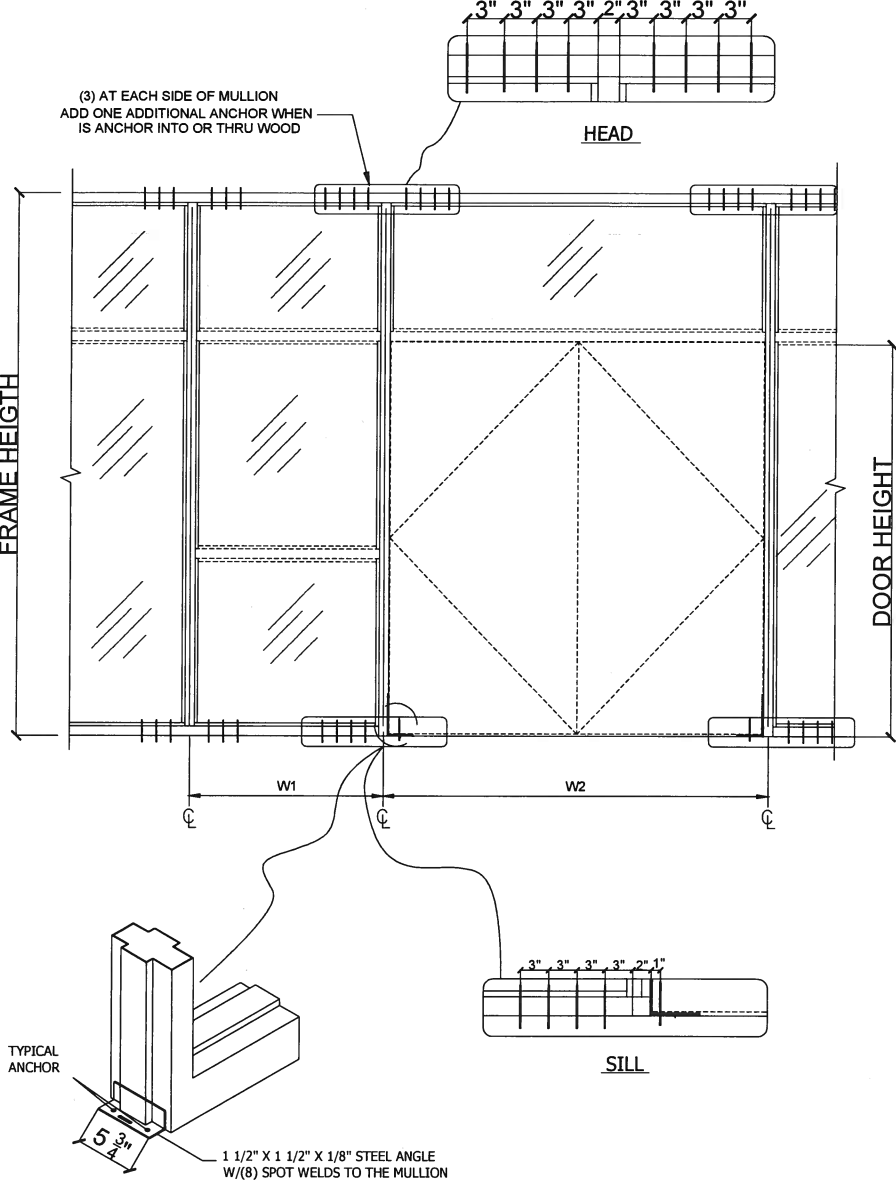 3" 3" 3" 3" 2" 3" 3" 3" 3"
(3) AT EACH SIDE OF MULLION
ADD ONE ADDITIONAL ANCHOR WHEN
IS ANCHOR INTO OR THRU WOOD
HEAD
FRAME HEIGTH
DOOR HEIGHT
W1
W2
℄
℄
℄
3" 3" 3" 3" 2" 1"
SILL
TYPICAL
ANCHOR
5 3/4"
1 1/2" X 1 1/2" X 1/8" STEEL ANGLE
W/(8) SPOT WELDS TO THE MULLION